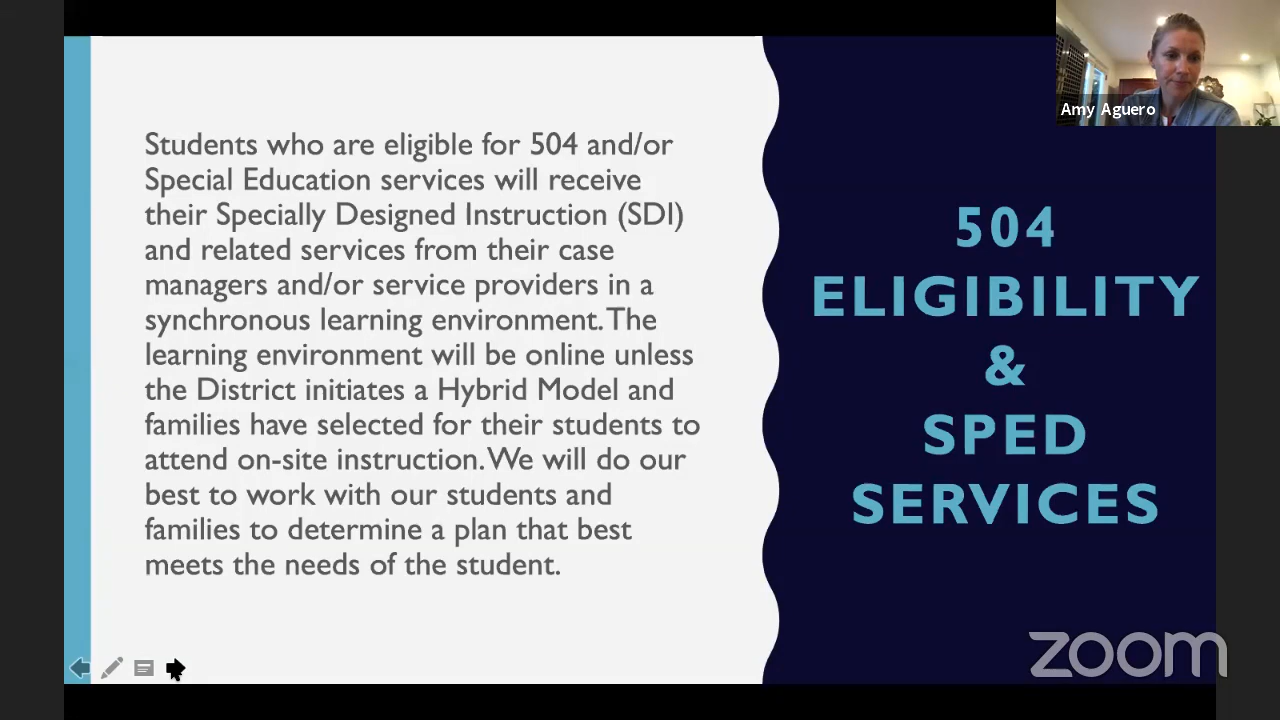 Amy Aguero
Students who are eligible for 504 and/or
Special Education services will receive
their Specially Designed Instruction (SDI)
and related services from their case
managers and/or service providers in a
synchronous learning environment. The
learning environment will be online unless
the District initiates a Hybrid Model and
families have selected for their students to
attend on-site instruction. We will do our
best to work with our students and
families to determine a plan that best
meets the needs of the student.
504
ELIGIBILITY
&
SPED
SERVICES
zoom